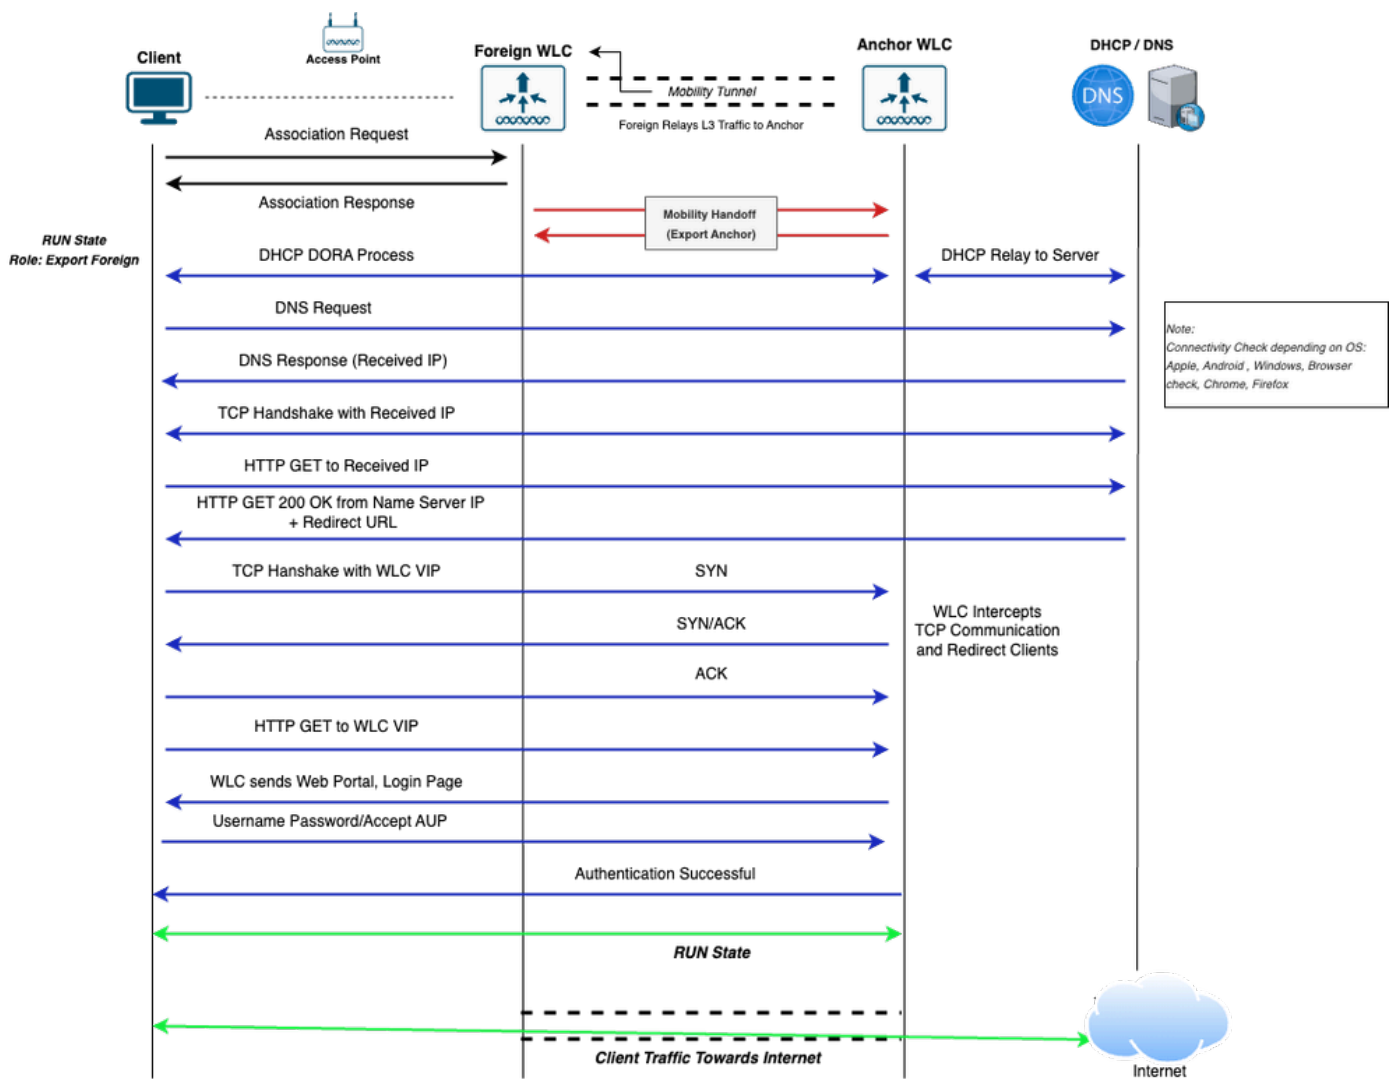 Client
Access Point
Foreign WLC
Mobility Tunnel
Foreign Relays L3 Traffic to Anchor
Anchor WLC
DHCP / DNS
DNS
Association Request
Association Response
Mobility Handoff
(Export Anchor)
RUN State
Role: Export Foreign
DHCP DORA Process
DHCP Relay to Server
DNS Request
Note:
Connectivity Check depending on OS:
Apple, Android , Windows, Browser
check, Chrome, Firefox
DNS Response (Received IP)
TCP Handshake with Received IP
HTTP GET to Received IP
HTTP GET 200 OK from Name Server IP
+ Redirect URL
TCP Hanshake with WLC VIP
SYN
WLC Intercepts
TCP Communication
and Redirect Clients
SYN/ACK
ACK
HTTP GET to WLC VIP
WLC sends Web Portal, Login Page
Username Password/Accept AUP
Authentication Successful
RUN State
Client Traffic Towards Internet
Internet